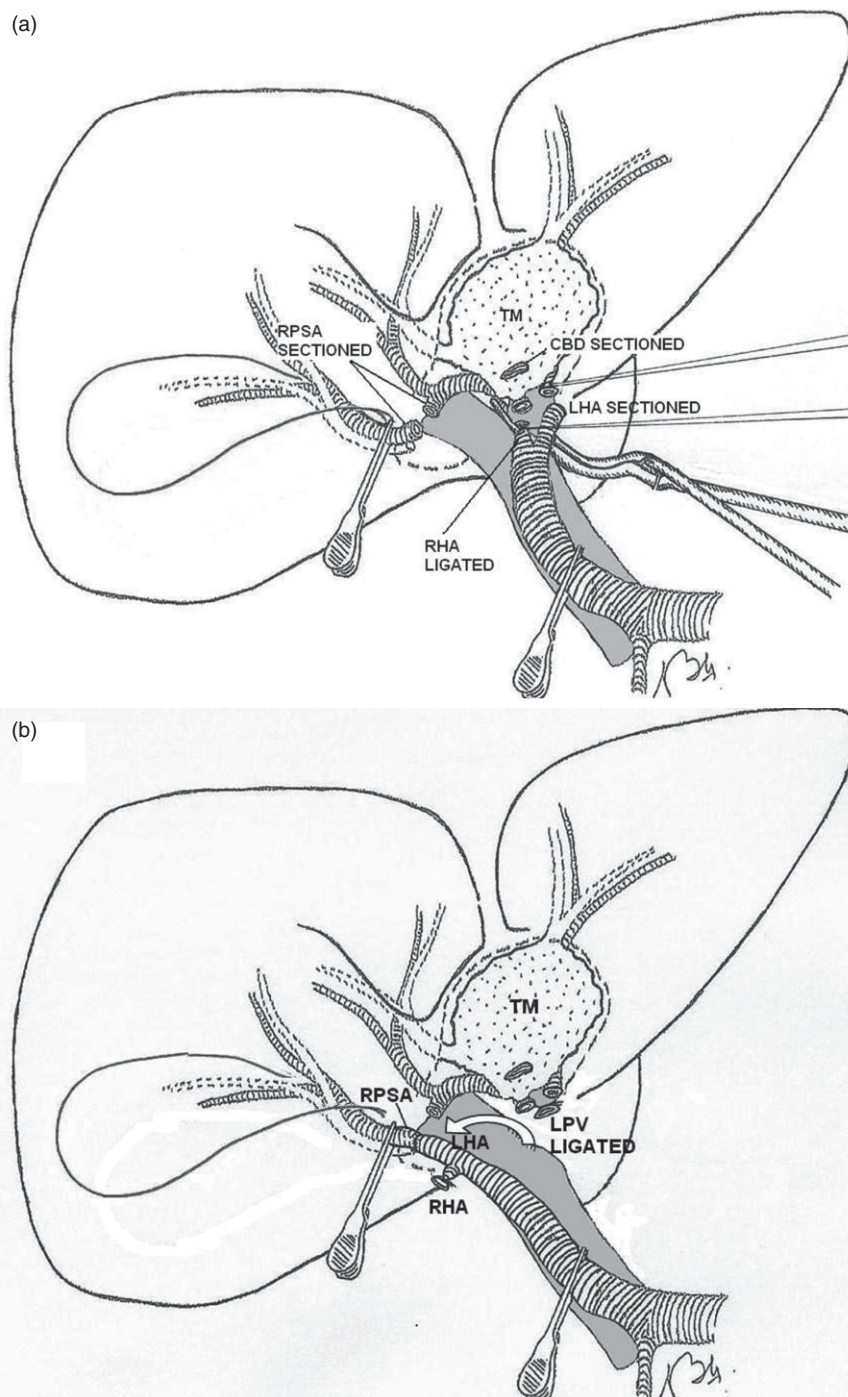 (a)
TM
RPSA
SECTIONED
CBD SECTIONED
LHA SECTIONED
RHA
LIGATED
(b)
TM
RPSA
LHA
LPV
LIGATED
RHA